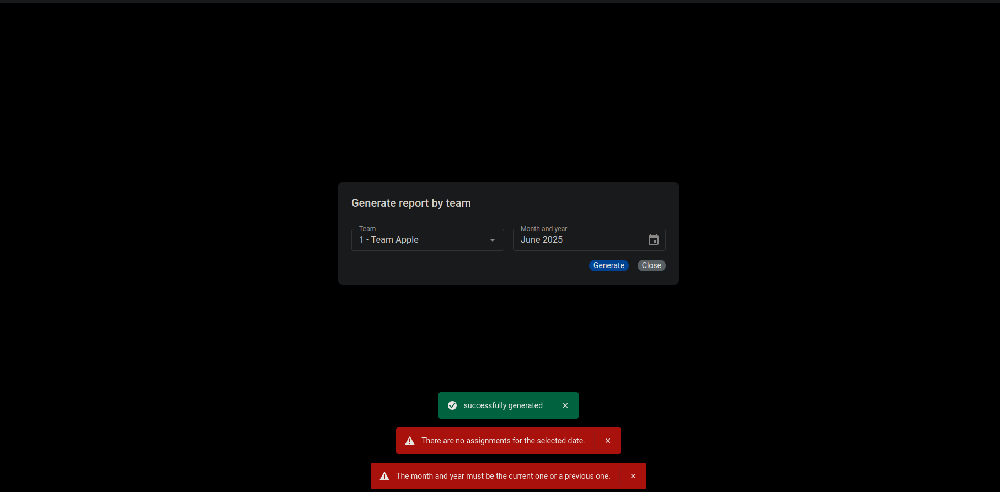 Generate report by team
Team
1 - Team Apple
Month and year
June 2025
Generate
Close
successfully generated
There are no assignments for the selected date.
The month and year must be the current one or a previous one.